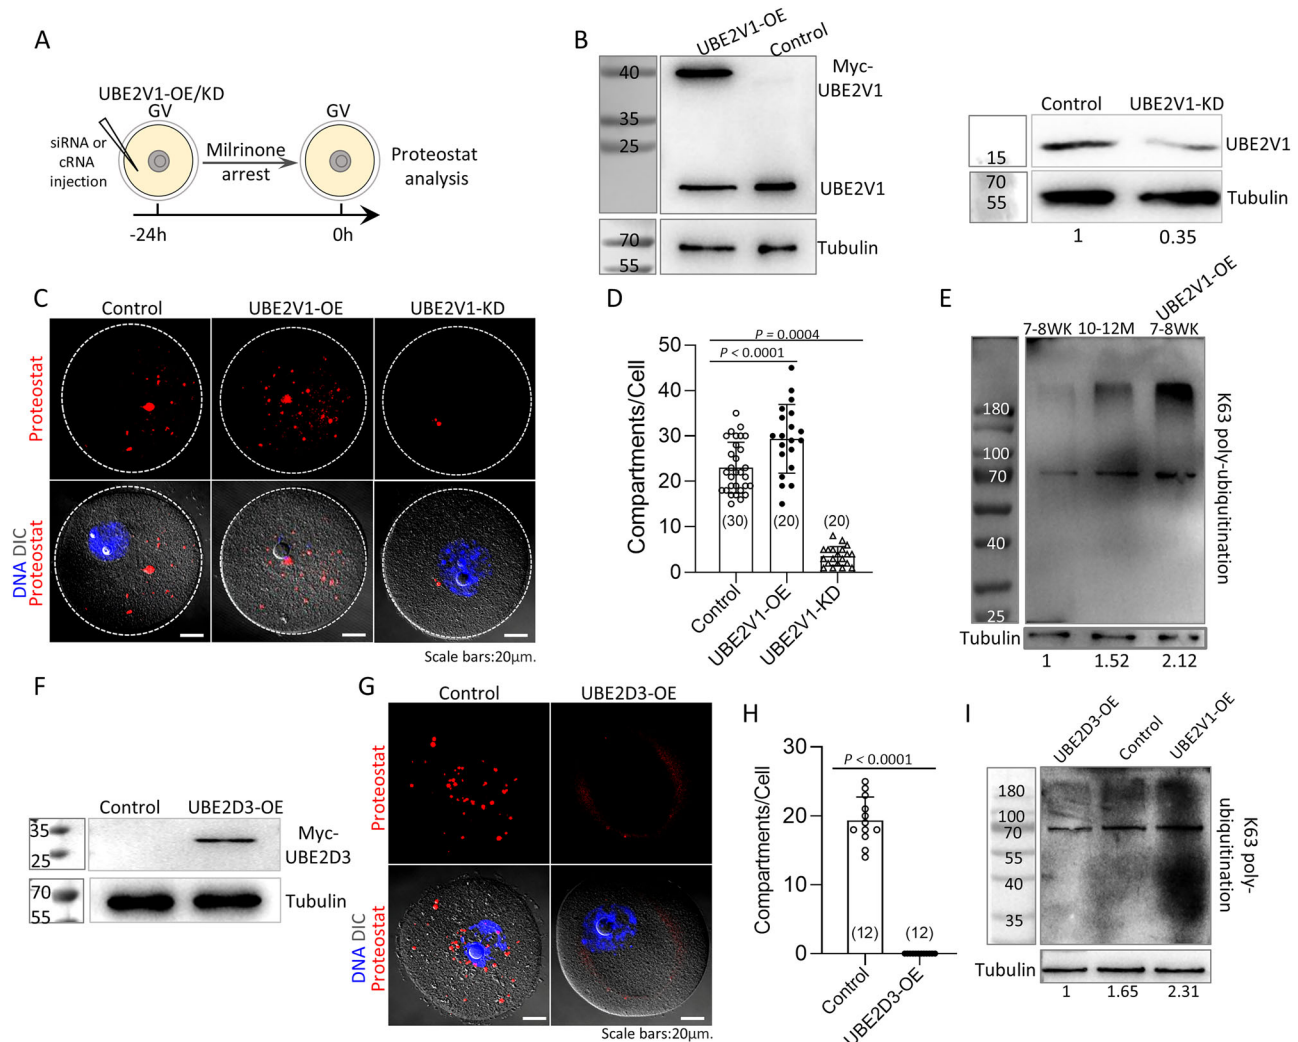 A
UBE2V1-OE/KD
GV
GV
siRNA or
cRNA
injection
Milrinone
arrest
Proteostat
analysis
-24h
0h
B
UBE2V1-OE
Control
40
35
25
Myc-
UBE2V1
UBE2V1
70
55
Tubulin
Control
UBE2V1-KD
15
UBE2V1
70
55
Tubulin
1
0.35
C
Control
UBE2V1-OE
UBE2V1-KD
Proteostat
DNA DIC
Proteostat
Scale bars:20μm.
D
P = 0.0004
P < 0.0001
Compartments/Cell
50
40
30
20
10
0
(30)
(20)
(20)
Control
UBE2V1-OE
UBE2V1-KD
E
UBE2V1-OE
7-8WK
10-12M
7-8WK
180
100
70
40
25
K63 poly-ubiquitination
Tubulin
1
1.52
2.12
F
Control
UBE2D3-OE
35
25
Myc-
UBE2D3
70
55
Tubulin
G
Control
UBE2D3-OE
Proteostat
DNA DIC
Proteostat
Scale bars:20μm.
H
P < 0.0001
Compartments/Cell
30
20
10
0
(12)
(12)
Control
UBE2D3-OE
I
UBE2D3-OE
Control
UBE2V1-OE
180
100
70
55
40
35
K63 poly-
ubiquitination
Tubulin
1
1.65
2.31